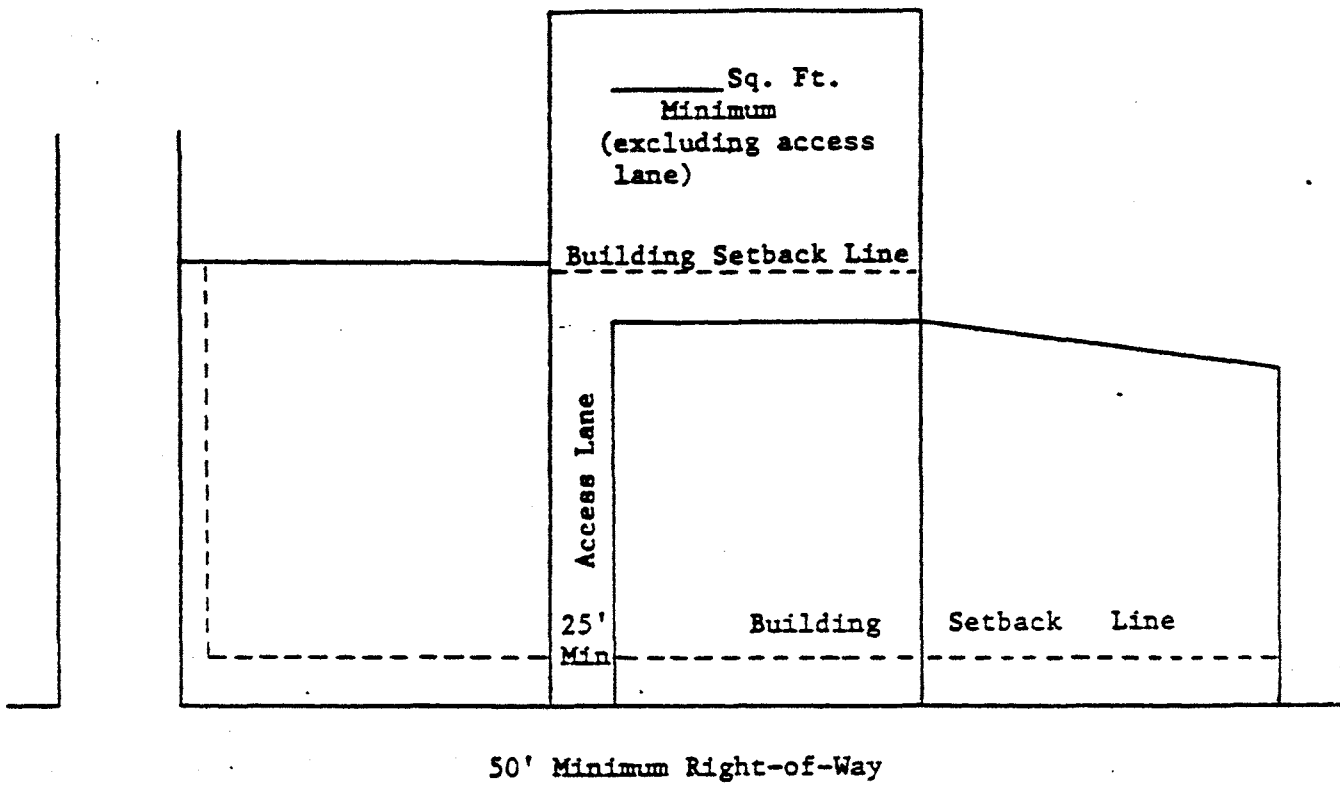 ______Sq. Ft.
Minimum
(excluding access
lane)
Building Setback Line
Access Lane
25'
Min
Building Setback Line
50' Minimum Right-of-Way